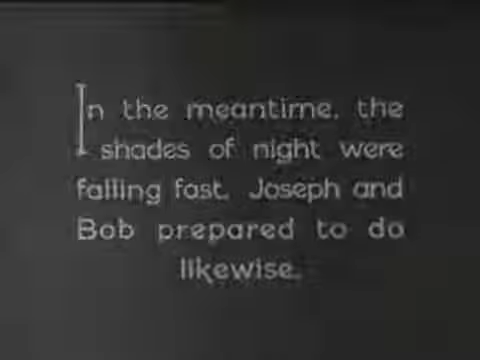 In the meantime, the
shades of night were
falling fast. Joseph and
Bob prepared to do
likewise.